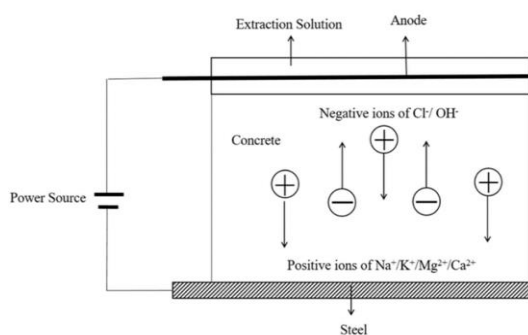 Extraction Solution
Anode
Negative ions of Cl⁻/ OH⁻
Concrete
+
+
+
−
−
Power Source
Positive ions of Na⁺/K⁺/Mg²⁺/Ca²⁺
Steel